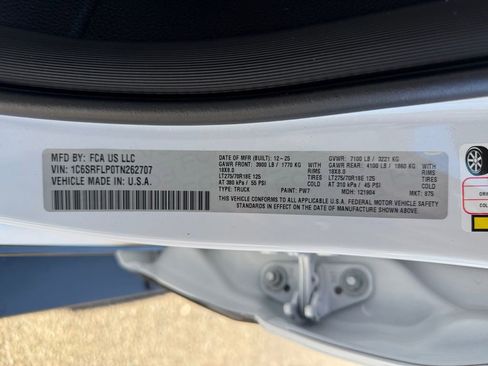 MFD BY: FCA US LLC
VIN: 1C6SRFLP0TN262707
VEHICLE MADE IN: U.S.A.
DATE OF MFR (BUILT): 12-25
GAWR FRONT: 3900 LB / 1770 KG
WITH
18X8.0
RIMS
LT275/70R18E 125
TIRES
AT 380 kPa / 55 PSI
COLD
TYPE: TRUCK
PAINT: PW7
GVWR: 7100 LB / 3221 KG
GAWR REAR: 4100 LB / 1860 KG
WITH
18X8.0
RIMS
LT275/70R18E 125
TIRES
AT 310 kPa / 45 PSI
COLD
MDH: 121904
MKT: 875
THIS VEHICLE CONFORMS TO ALL APPLICABLE U.S.A. FEDERAL MOTOR VEHICLE SAFETY
STANDARDS IN EFFECT ON THE DATE OF MANUFACTURE SHOWN ABOVE.